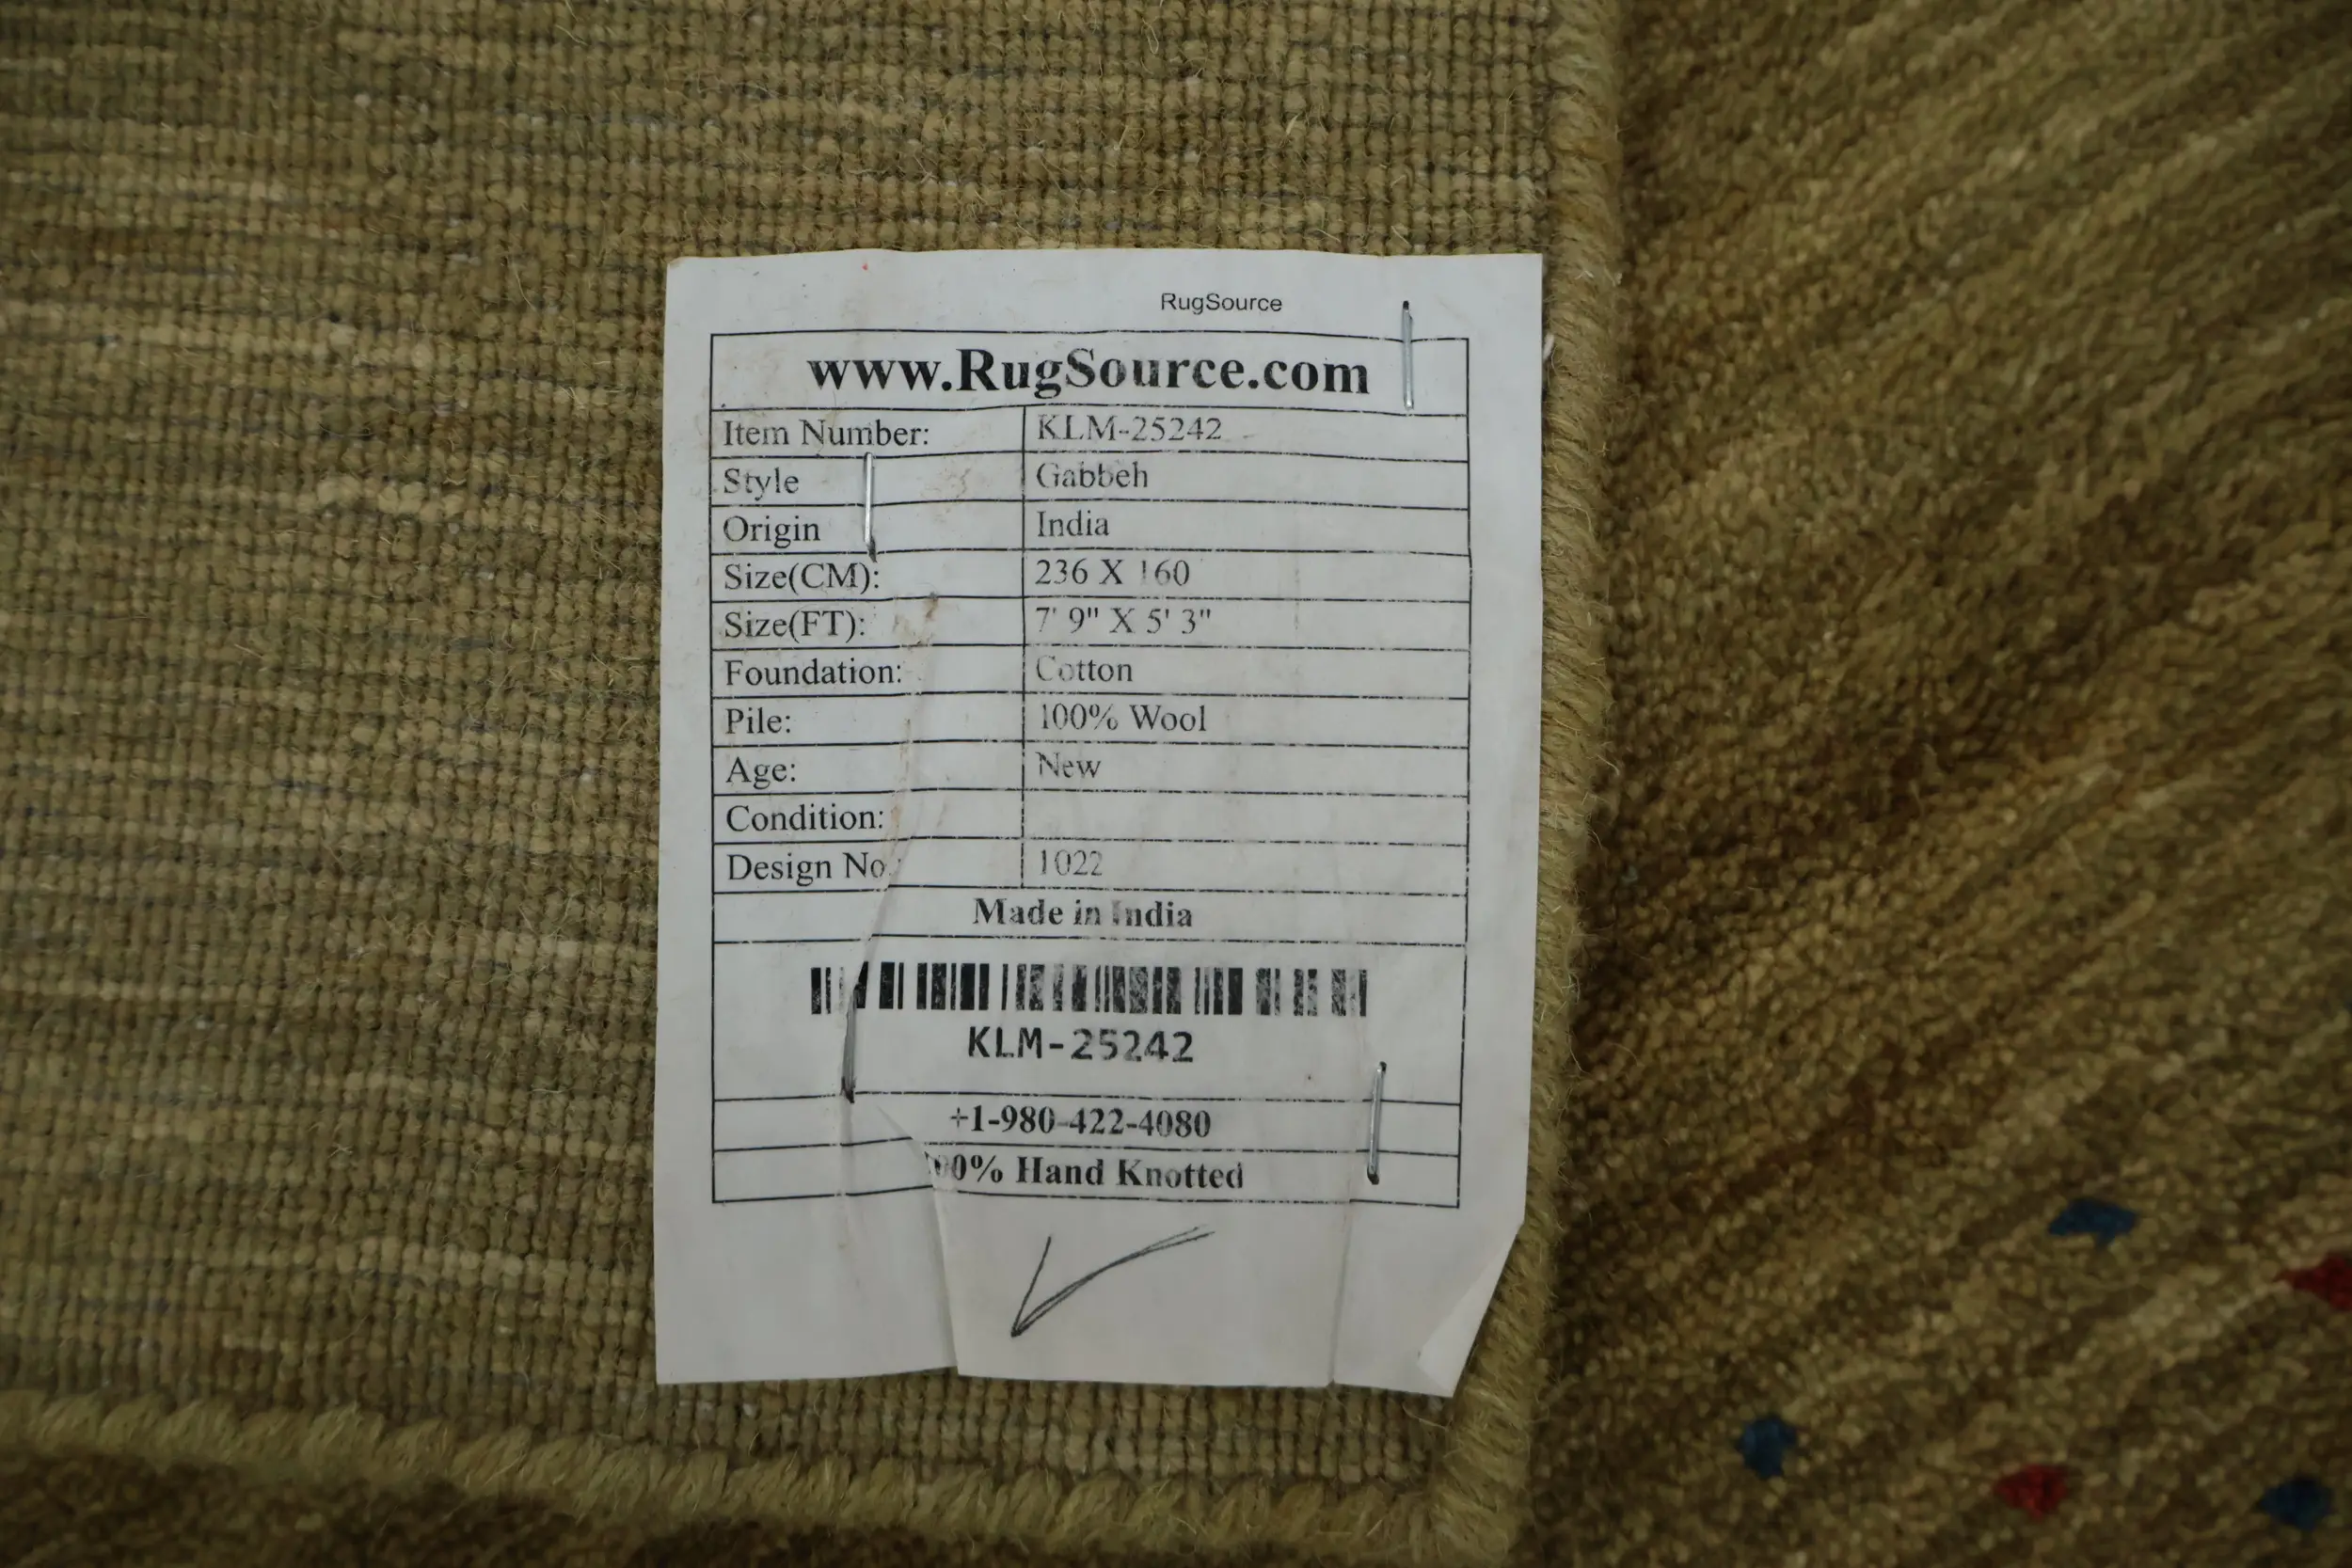 RugSource
www.RugSource.com
Item Number: KLM-25242
Style Gabbeh
Origin India
Size(CM): 236 X 160
Size(FT): 7' 9" X 5' 3"
Foundation: Cotton
Pile: 100% Wool
Age: New
Condition:
Design No.: 1022
Made in India
KLM-25242
+1-980-422-4080
100% Hand Knotted